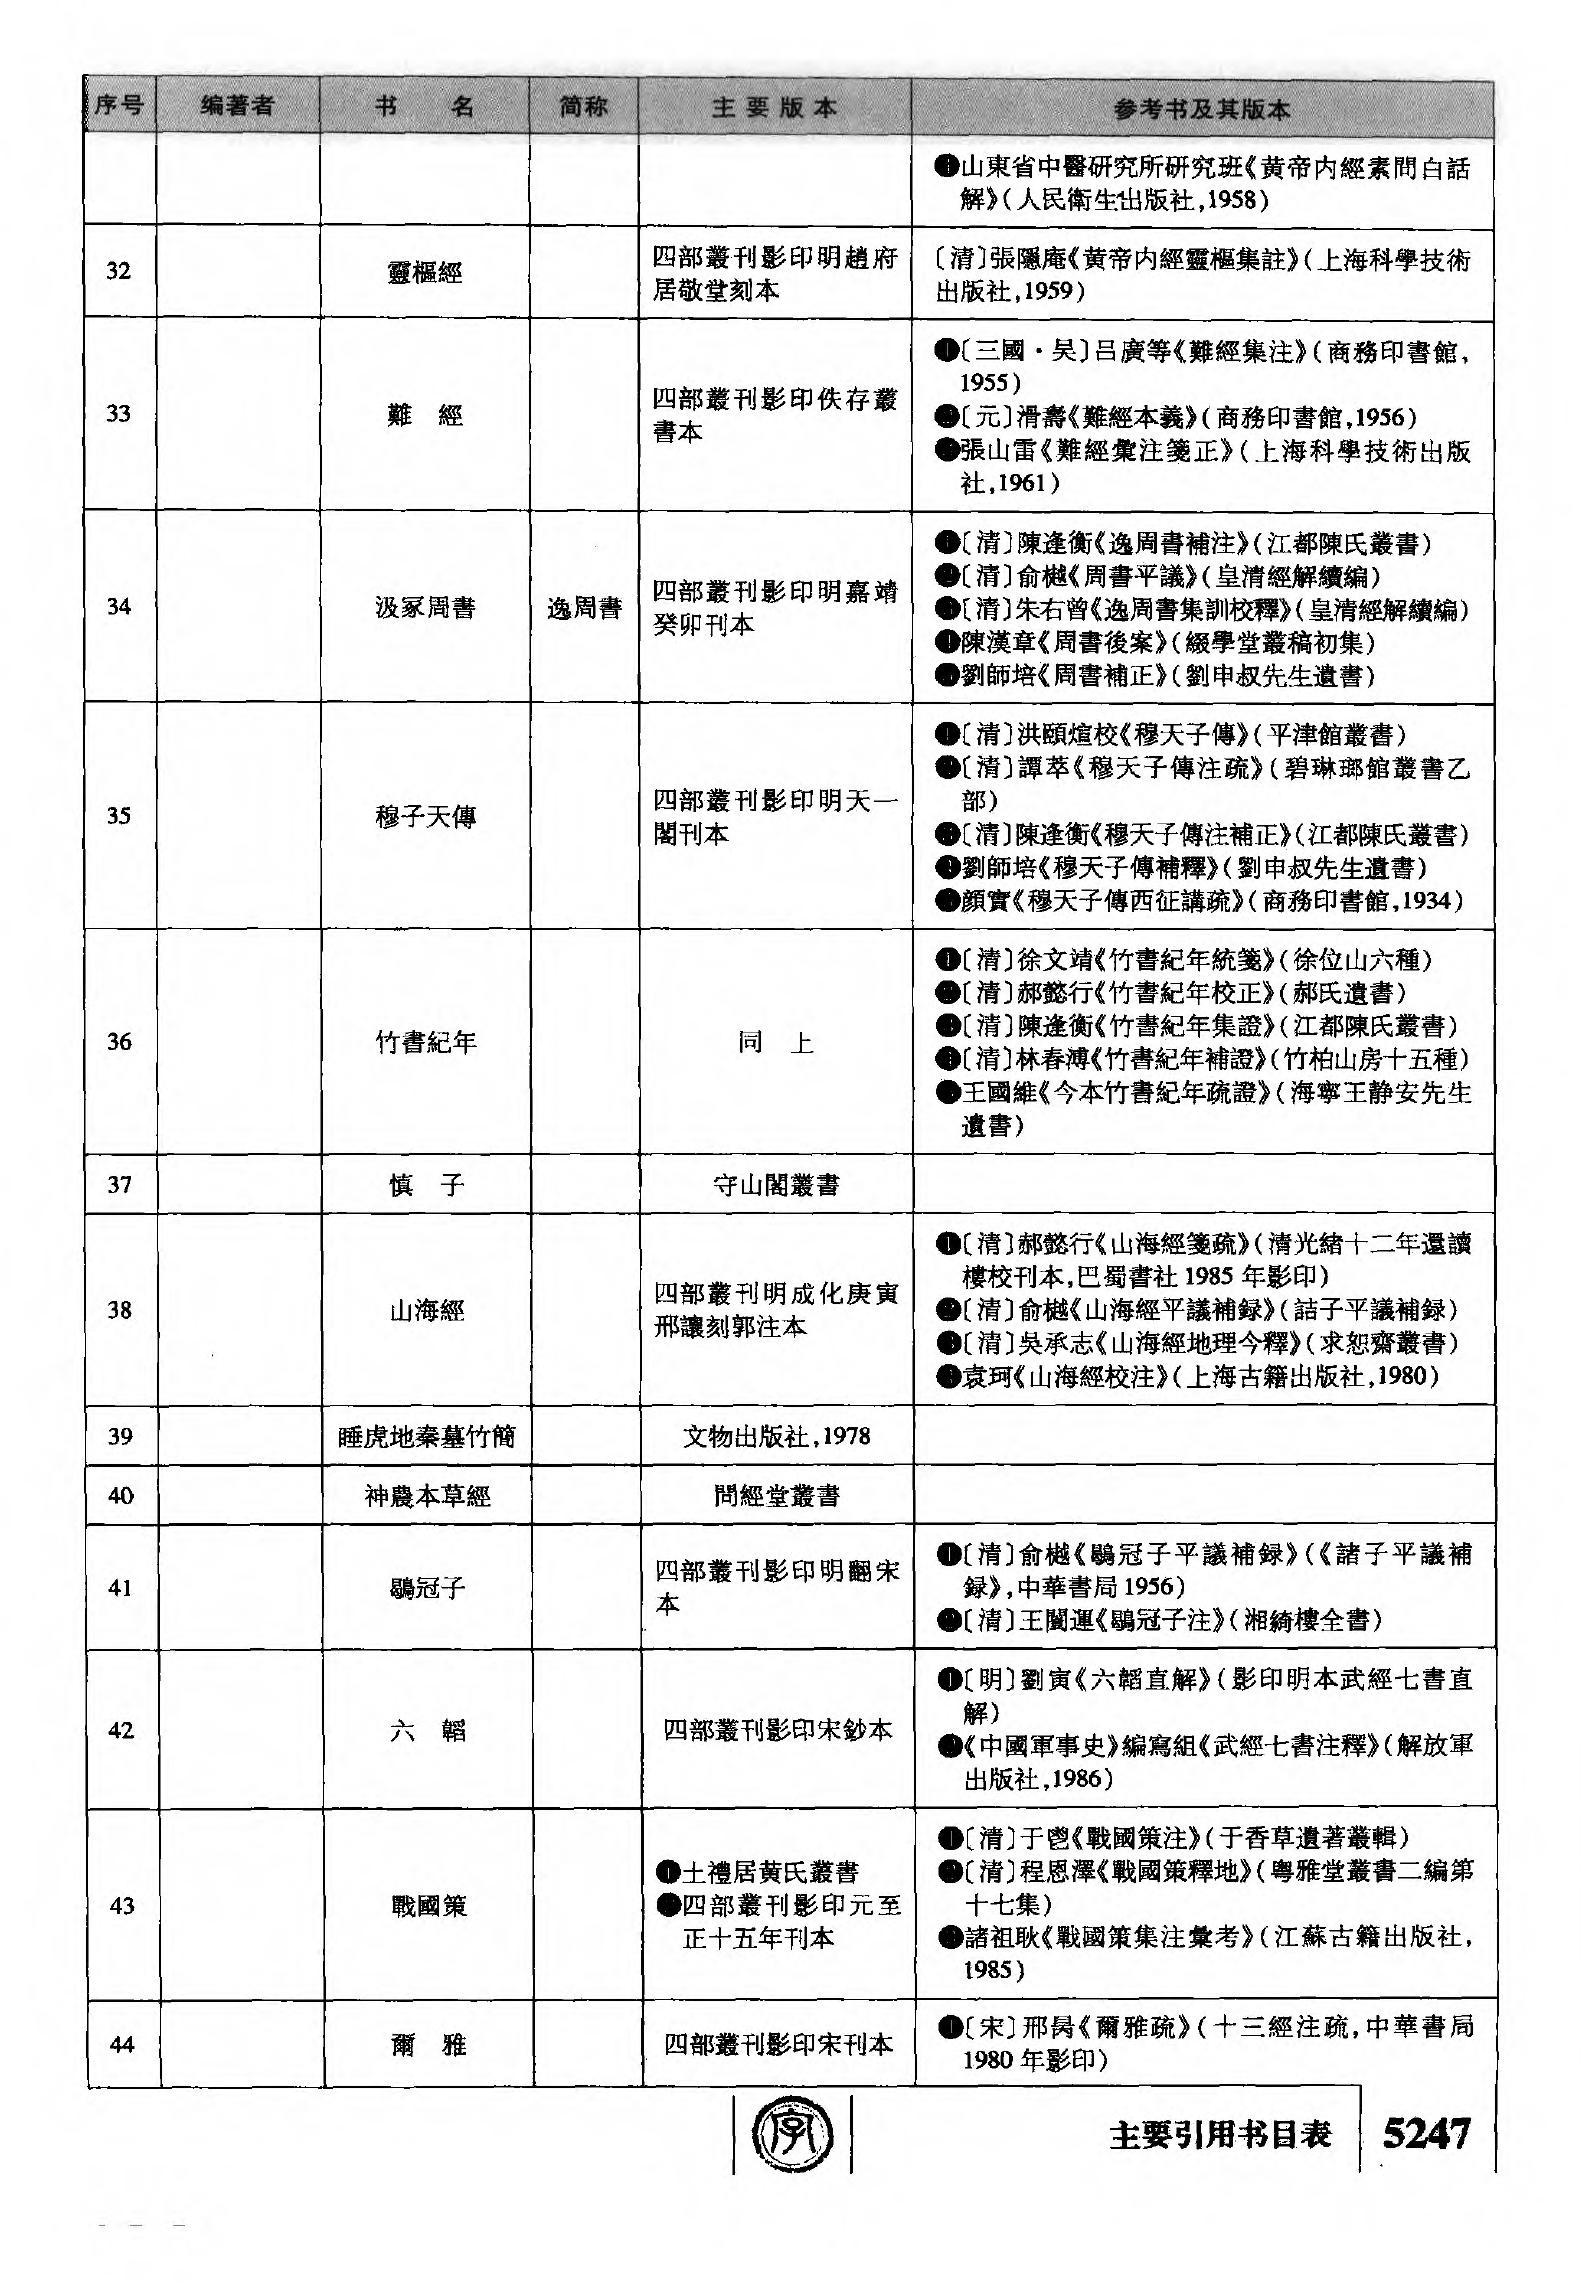 序号 编著者 书 名 简称 主要版本 参考书及其版本
●山東省中醫研究所研究班《黄帝内經素問白話
解》(人民衛生出版社,1958)
32 靈樞經 四部叢刊影印明趙府
居敬堂刻本
〔清〕張隱庵《黄帝内經靈樞集註》(上海科學技術
出版社,1959)
33 難 經 四部叢刊影印佚存叢
書本
❶〔三國·吴〕吕廣等《難經集注》(商務印書館,
1955)
❷〔元〕滑壽《難經本義》(商務印書館,1956)
❸張山雷《難經彙注箋正》(上海科學技術出版
社,1961)
34 汲冢周書 逸周書 四部叢刊影印明嘉靖
癸卯刊本
❶〔清〕陳逢衡《逸周書補注》(江都陳氏叢書)
❷〔清〕俞樾《周書平議》(皇清經解續編)
❸〔清〕朱右曾《逸周書集訓校釋》(皇清經解續編)
❹陳漢章《周書後案》(綴學堂叢稿初集)
❺劉師培《周書補正》(劉申叔先生遺書)
35 穆子天傳 四部叢刊影印明天一
閣刊本
❶〔清〕洪頤煊校《穆天子傳》(平津館叢書)
❷〔清〕譚萃《穆天子傳注疏》(碧琳瑯館叢書乙
部)
❸〔清〕陳逢衡《穆天子傳注補正》(江都陳氏叢書)
❹劉師培《穆天子傳補釋》(劉申叔先生遺書)
❺顔實《穆天子傳西征講疏》(商務印書館,1934)
36 竹書紀年 同 上
❶〔清〕徐文靖《竹書紀年統箋》(徐位山六種)
❷〔清〕郝懿行《竹書紀年校正》(郝氏遺書)
❸〔清〕陳逢衡《竹書紀年集證》(江都陳氏叢書)
❹〔清〕林春溥《竹書紀年補證》(竹柏山房十五種)
❺王國維《今本竹書紀年疏證》(海寧王静安先生
遺書)
37 慎 子 守山閣叢書
38 山海經 四部叢刊明成化庚寅
邢讓刻郭注本
❶〔清〕郝懿行《山海經箋疏》(清光緒十二年還讀
樓校刊本,巴蜀書社1985年影印)
❷〔清〕俞樾《山海經平議補録》(詰子平議補録)
❸〔清〕吳承志《山海經地理今釋》(求恕齋叢書)
❹袁珂《山海經校注》(上海古籍出版社,1980)
39 睡虎地秦墓竹簡 文物出版社,1978
40 神農本草經 問經堂叢書
41 鶡冠子 四部叢刊影印明翻宋
本
❶〔清〕俞樾《鶡冠子平議補録》(《諸子平議補
録》,中華書局1956)
❷〔清〕王闓運《鶡冠子注》(湘綺樓全書)
42 六 韜 四部叢刊影印宋鈔本
❶〔明〕劉寅《六韜直解》(影印明本武經七書直
解)
❷《中國軍事史》編寫組《武經七書注釋》(解放軍
出版社,1986)
43 戰國策 ❶土禮居黄氏叢書
❷四部叢刊影印元至
正十五年刊本
❶〔清〕于鬯《戰國策注》(于香草遺著叢輯)
❷〔清〕程恩澤《戰國策釋地》(粤雅堂叢書二編第
十七集)
❸諸祖耿《戰國策集注彙考》(江蘇古籍出版社,
1985)
44 爾 雅 四部叢刊影印宋刊本
❶〔宋〕邢昺《爾雅疏》(十三經注疏,中華書局
1980年影印)
字 主要引用书目表 5247